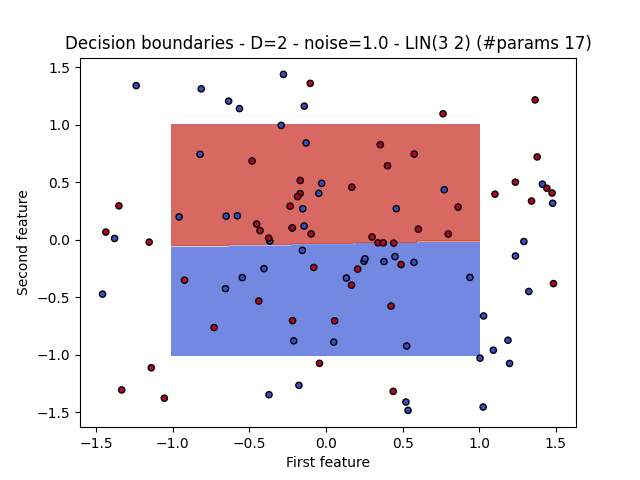 Decision boundaries - D=2 - noise=1.0 - LIN(3 2) (#params 17)
1.5
1.0
0.5
0.0
−0.5
−1.0
−1.5
Second feature
−1.5 −1.0 −0.5 0.0 0.5 1.0 1.5
First feature